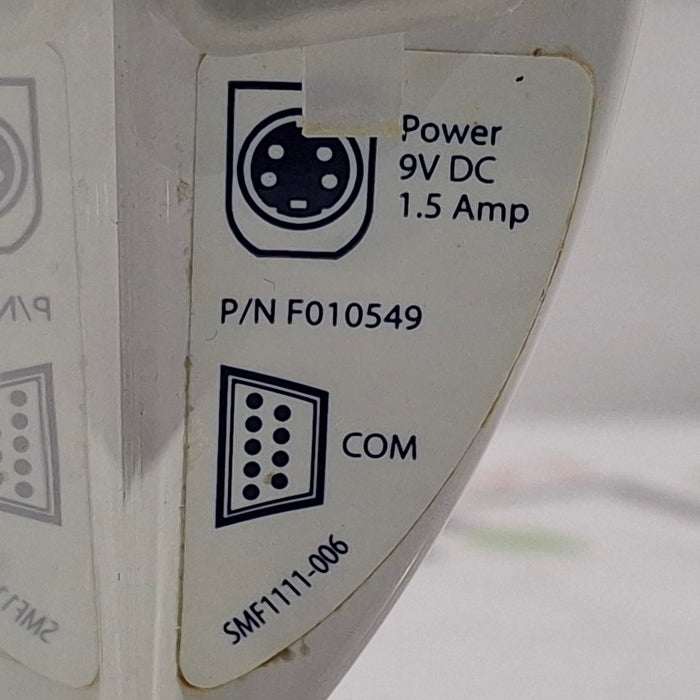 Power
9V DC
1.5 Amp
P/N F010549
COM
SMF1111-006